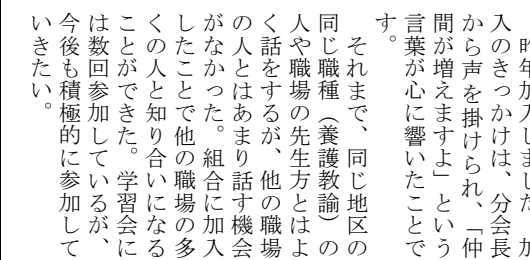 昨年加入しました。加
入のきっかけは、分会長
から声を掛けられ、「仲
間が増えますよ」という
言葉が心に響いたことで
す。
それまで、同じ地区の
同じ職種（養護教諭）の
人や職場の先生方とはよ
く話をするが、他の職場
の人とはあまり話す機会
がなかった。組合に加入
したことで他の職場の多
くの人と知り合いになる
ことができた。学習会に
は数回参加しているが、
今後も積極的に参加して
いきたい。